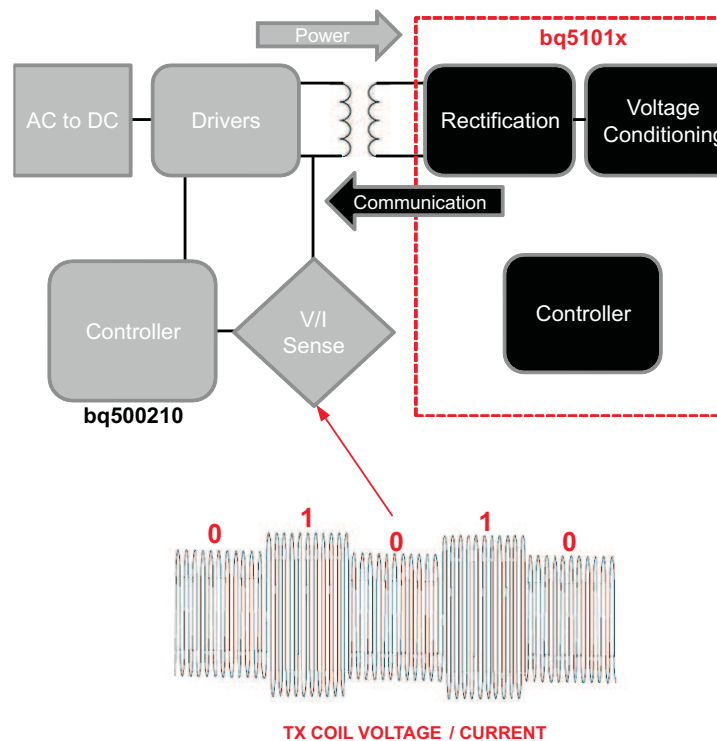 Power
bq5101x
AC to DC
Drivers
Rectification
Voltage
Conditioning
Communication
Controller
V/I
Sense
Controller
bq500210
0
1
0
1
0
TX COIL VOLTAGE / CURRENT